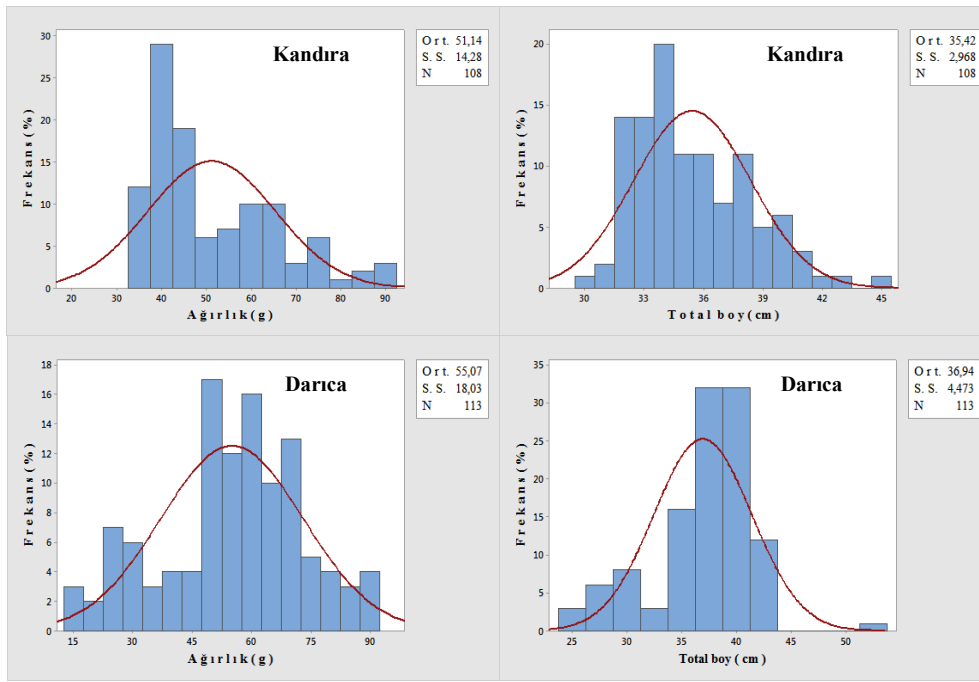 Kandıra
Ort. 51,14
S. S. 14,28
N 108
Frekans (%)
30
25
20
15
10
5
0
20 30 40 50 60 70 80 90
Ağırlık (g)
Kandıra
Ort. 35,42
S. S. 2,968
N 108
Frekans (%)
20
15
10
5
0
30 33 36 39 42 45
Total boy (cm)
Darıca
Ort. 55,07
S. S. 18,03
N 113
Frekans (%)
18
16
14
12
10
8
6
4
2
0
15 30 45 60 75 90
Ağırlık (g)
Darıca
Ort. 36,94
S. S. 4,473
N 113
Frekans (%)
35
30
25
20
15
10
5
0
25 30 35 40 45 50
Total boy (cm)